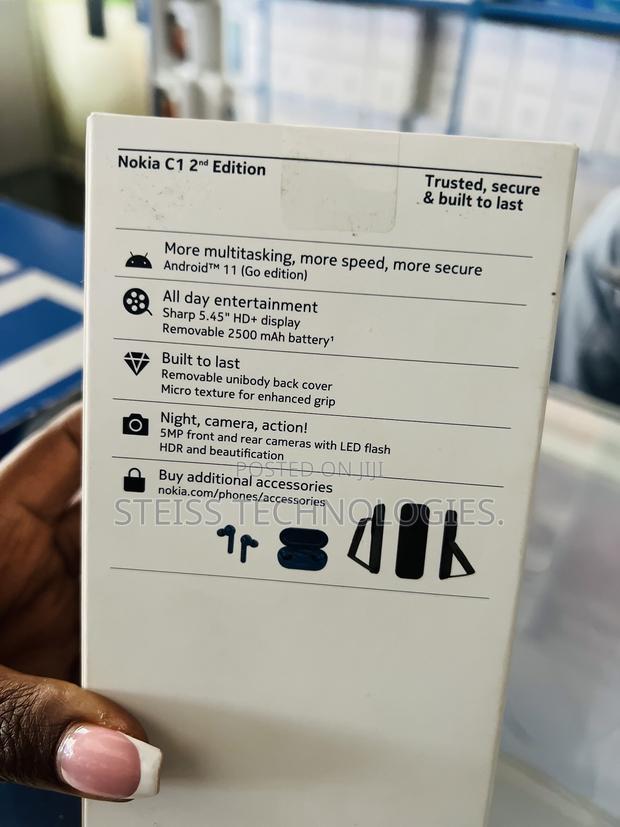 Nokia C1 2nd Edition
Trusted, secure
& built to last
More multitasking, more speed, more secure
Android™ 11 (Go edition)
All day entertainment
Sharp 5.45" HD+ display
Removable 2500 mAh battery¹
Built to last
Removable unibody back cover
Micro texture for enhanced grip
Night, camera, action!
5MP front and rear cameras with LED flash
HDR and beautification
POSTED ON JIJI
Buy additional accessories
nokia.com/phones/accessories
STEISS TECHNOLOGIES.